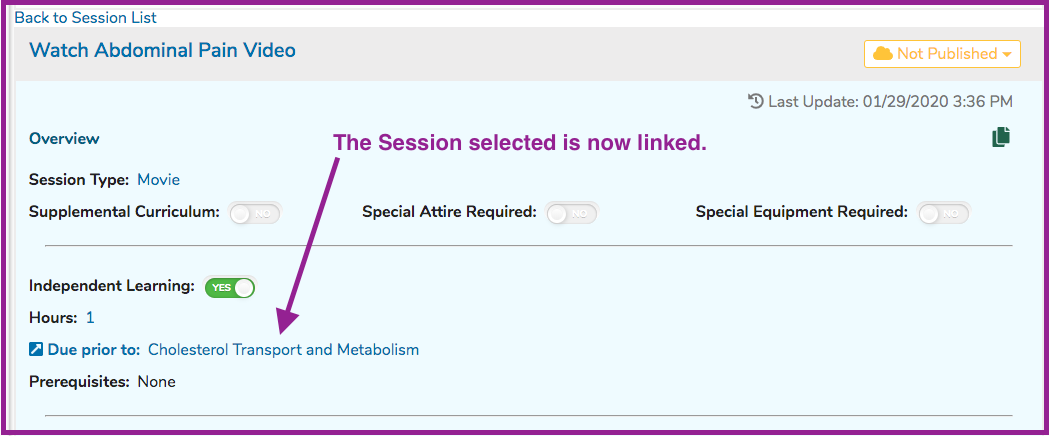 Back to Session List
Watch Abdominal Pain Video
Not Published
Last Update: 01/29/2020 3:36 PM
The Session selected is now linked.
Overview
Session Type: Movie
Supplemental Curriculum: NO Special Attire Required: NO Special Equipment Required: NO
Independent Learning: YES
Hours: 1
Due prior to: Cholesterol Transport and Metabolism
Prerequisites: None